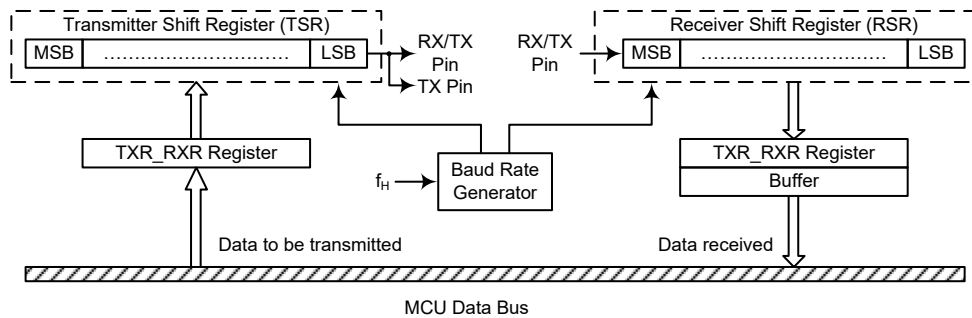 Transmitter Shift Register (TSR)
MSB
..............................
LSB
RX/TX
Pin
TX Pin
RX/TX
Pin
Receiver Shift Register (RSR)
MSB
..............................
LSB
TXR_RXR Register
fH
Baud Rate
Generator
TXR_RXR Register
Buffer
Data to be transmitted
Data received
MCU Data Bus